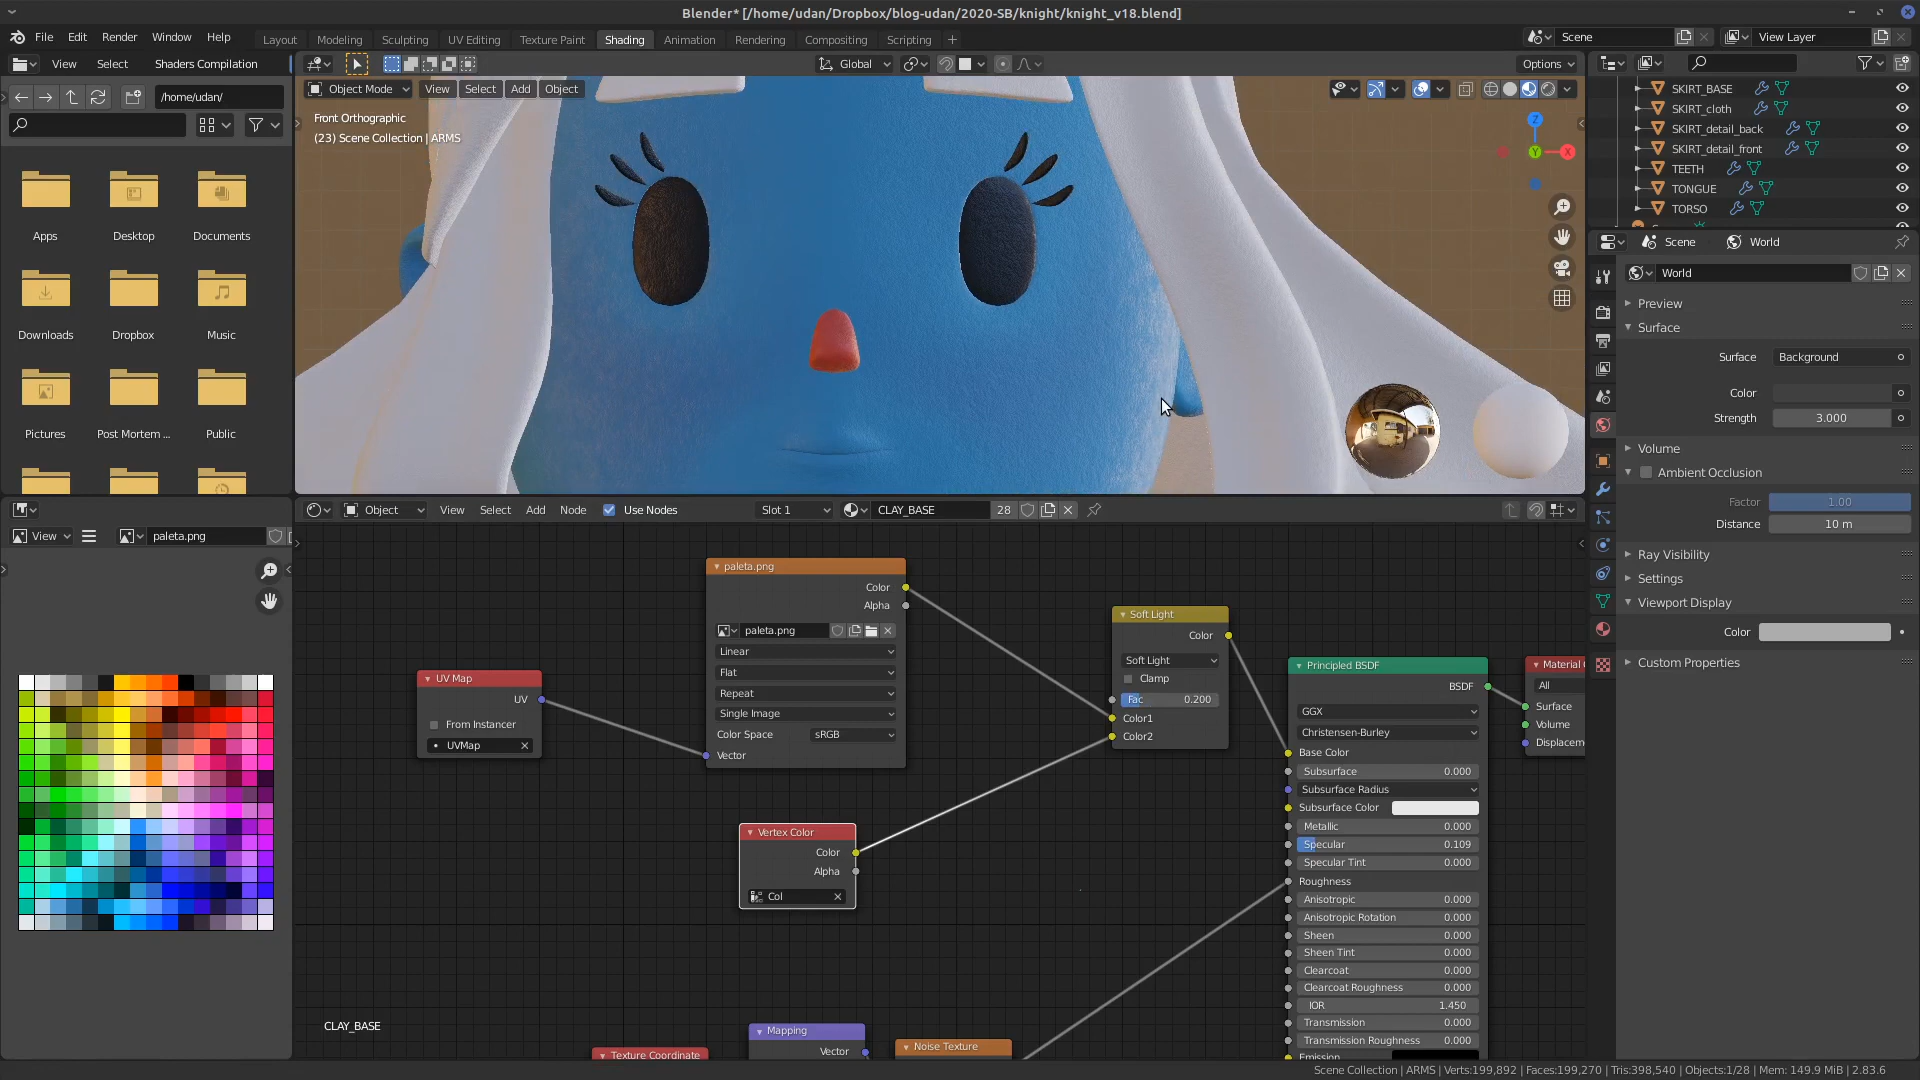 Blender* [/home/udan/Dropbox/blog-udan/2020-SB/knight/knight_v18.blend]
File Edit Render Window Help
Layout Modeling Sculpting UV Editing Texture Paint Shading Animation Rendering Compositing Scripting +
Scene
View Layer
View Select Shaders Compilation
Global
Options
/home/udan/
Object Mode View Select Add Object
Front Orthographic
(23) Scene Collection | ARMS
Z
Y
X
Apps Desktop Documents
Downloads Dropbox Music
Pictures Post Mortem ... Public
SKIRT_BASE
SKIRT_cloth
SKIRT_detail_back
SKIRT_detail_front
TEETH
TONGUE
TORSO
Scene World
World
Preview
Surface
Surface Background
Color
Strength 3.000
Volume
Ambient Occlusion
Factor 1.00
Distance 10 m
Ray Visibility
Settings
Viewport Display
Color
Custom Properties
View paleta.png
Object View Select Add Node Use Nodes Slot 1 CLAY_BASE 28
UV Map
UV
From Instancer
UVMap
paleta.png
Color
Alpha
paleta.png
Linear
Flat
Repeat
Single Image
Color Space sRGB
Vector
Vertex Color
Color
Alpha
Col
Soft Light
Color
Soft Light
Clamp
Fac 0.200
Color1
Color2
Principled BSDF
BSDF
GGX
Christensen-Burley
Base Color
Subsurface 0.000
Subsurface Radius
Subsurface Color
Metallic 0.000
Specular 0.109
Specular Tint 0.000
Roughness
Anisotropic 0.000
Anisotropic Rotation 0.000
Sheen 0.000
Sheen Tint 0.000
Clearcoat 0.000
Clearcoat Roughness 0.000
IOR 1.450
Transmission 0.000
Transmission Roughness 0.000
Emission
Material
All
Surface
Volume
Displacem
CLAY_BASE
Texture Coordinate
Mapping
Vector
Noise Texture
Scene Collection | ARMS | Verts:199,892 | Faces:199,270 | Tris:398,540 | Objects:1/28 | Mem: 149.9 MiB | 2.83.6